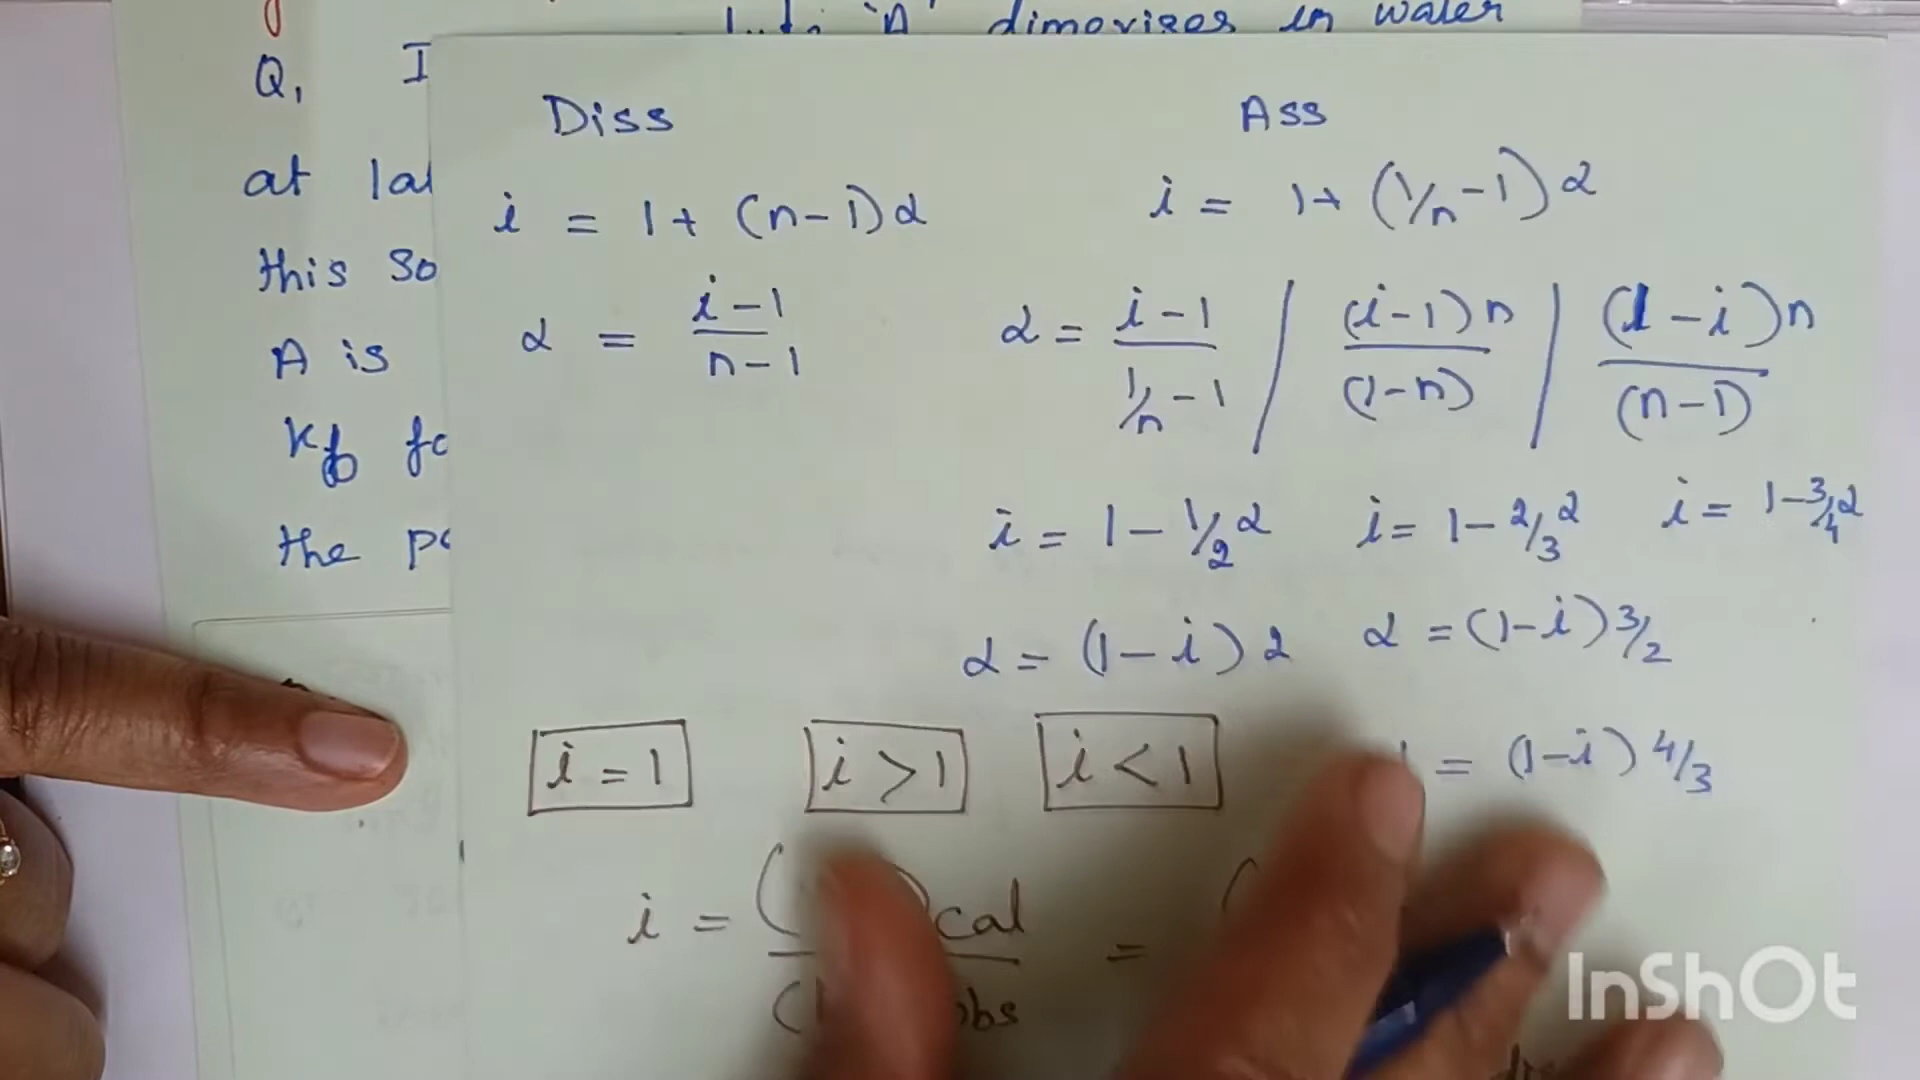 'A' dimerizes in water
Q, I
at
this so
A is
kf fo
the
Diss
i = 1 + (n-1)α
α = i-1 / n-1
Ass
i = 1+ (1/n -1)α
α = i-1 / 1/n -1 / (i-1)n / (1-n) / (1-i)n / (n-1)
i = 1 - 1/2 α i = 1 - 2/3 α i = 1-3/4 α
α = (1-i) 2 α = (1-i) 3/2
= (1-i) 4/3
i = 1 i > 1 i < 1
i = ( )cal =
( obs
InShOt